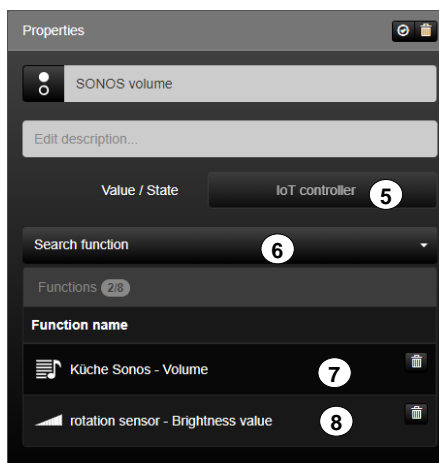 Properties
SONOS volume
Edit description...
Value / State IoT controller 5
Search function 6
Functions 2/8
Function name
Küche Sonos - Volume 7
rotation sensor - Brightness value 8